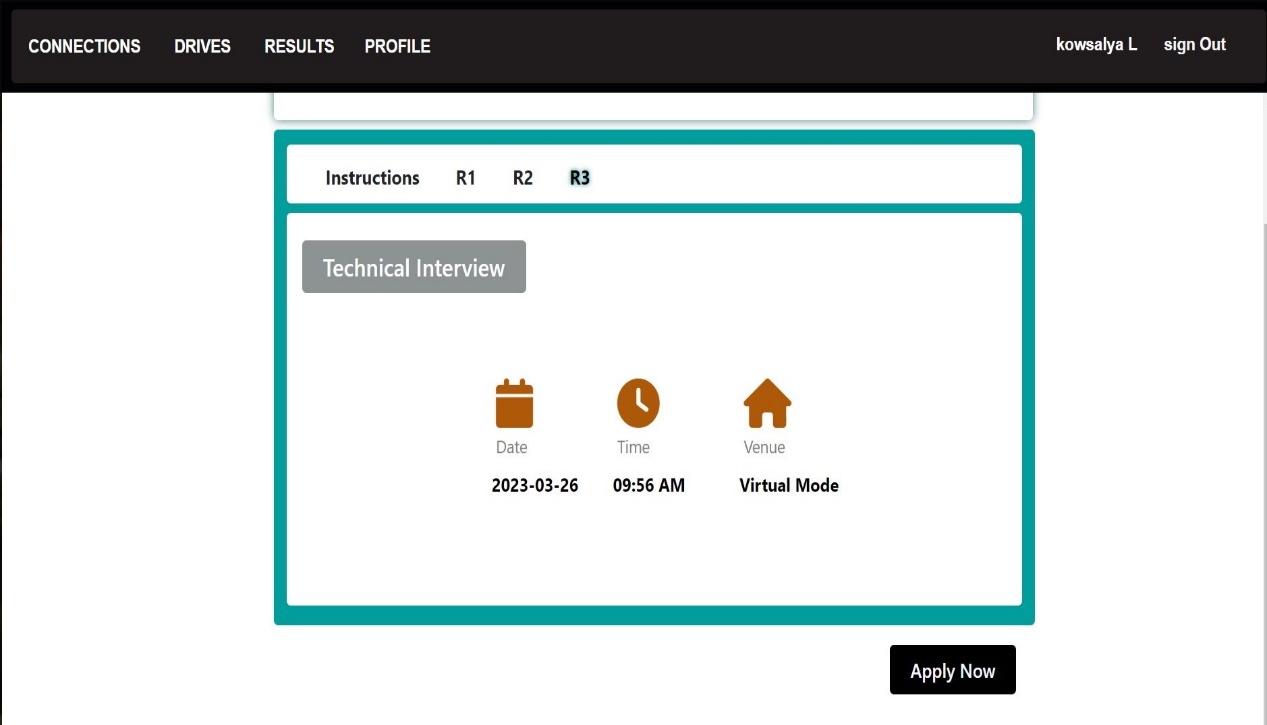 CONNECTIONS DRIVES RESULTS PROFILE kowsalya L sign Out
Instructions R1 R2 R3
Technical Interview
Date Time Venue
2023-03-26 09:56 AM Virtual Mode
Apply Now